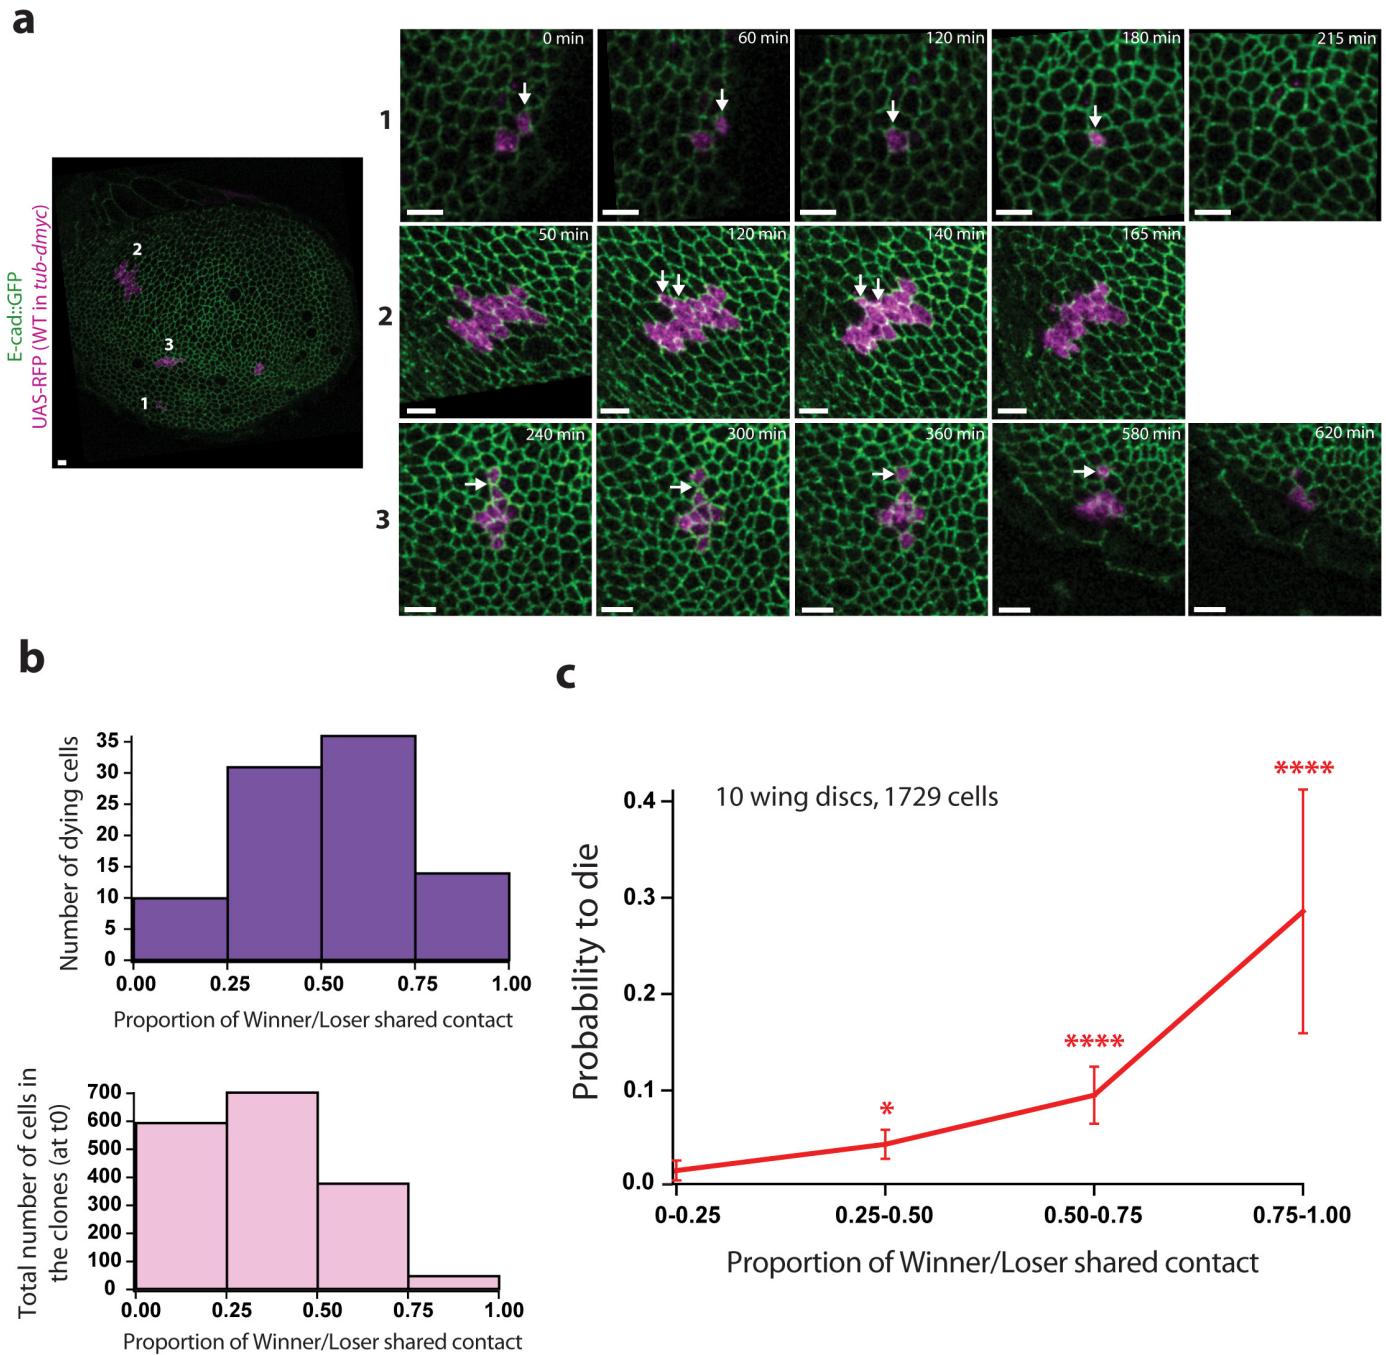 a
E-cad::GFP
UAS-RFP (WT in tub-dmyc)
2
3
1
1
0 min
60 min
120 min
180 min
215 min
2
50 min
120 min
140 min
165 min
3
240 min
300 min
360 min
580 min
620 min
b
Number of dying cells
35
30
25
20
15
10
5
0
0.00 0.25 0.50 0.75 1.00
Proportion of Winner/Loser shared contact
Total number of cells in
the clones (at t0)
700
600
500
400
300
200
100
0
0.00 0.25 0.50 0.75 1.00
Proportion of Winner/Loser shared contact
c
10 wing discs, 1729 cells
Probability to die
0.4
0.3
0.2
0.1
0.0
*
****
****
0-0.25 0.25-0.50 0.50-0.75 0.75-1.00
Proportion of Winner/Loser shared contact